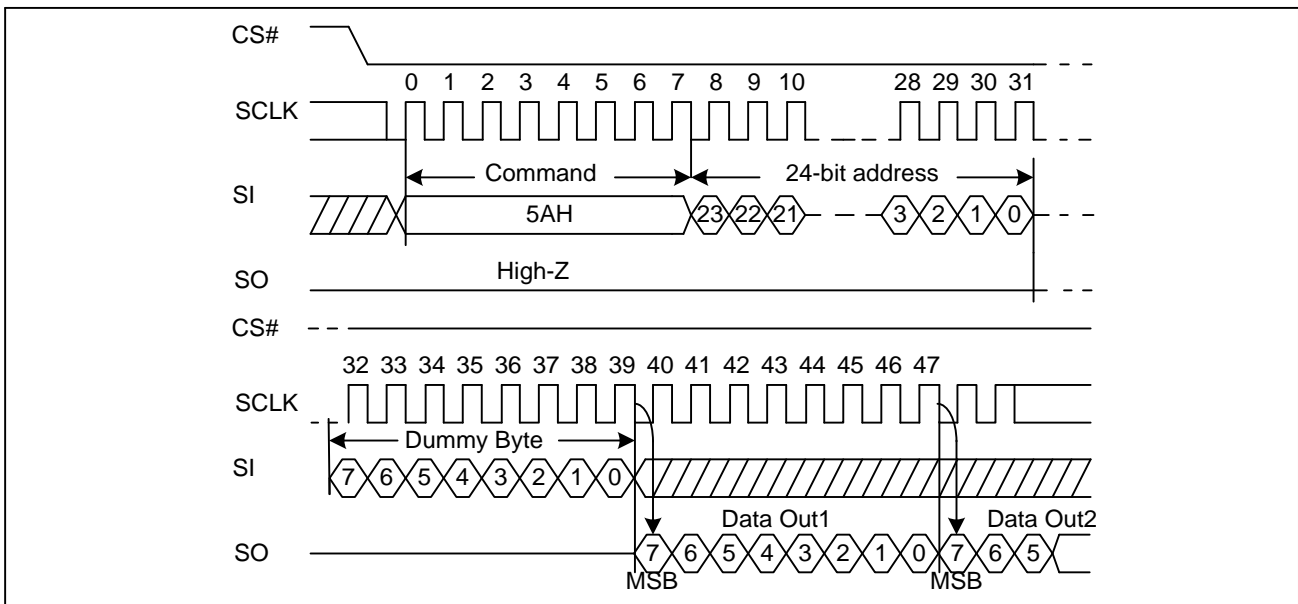 CS#
0 1 2 3 4 5 6 7 8 9 10 28 29 30 31
SCLK
Command 24-bit address
SI
5AH 23 22 21 3 2 1 0
High-Z
SO
CS#
32 33 34 35 36 37 38 39 40 41 42 43 44 45 46 47
SCLK
Dummy Byte
SI
7 6 5 4 3 2 1 0
Data Out1 Data Out2
SO
7 6 5 4 3 2 1 0 7 6 5
MSB MSB